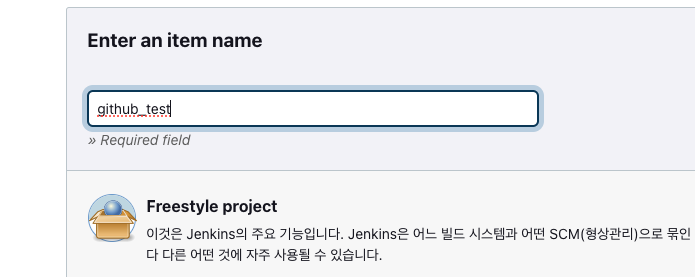 Enter an item name
github_test
» Required field
Freestyle project
이것은 Jenkins의 주요 기능입니다. Jenkins은 어느 빌드 시스템과 어떤 SCM(형상관리)으로 묶인
다 다른 어떤 것에 자주 사용될 수 있습니다.